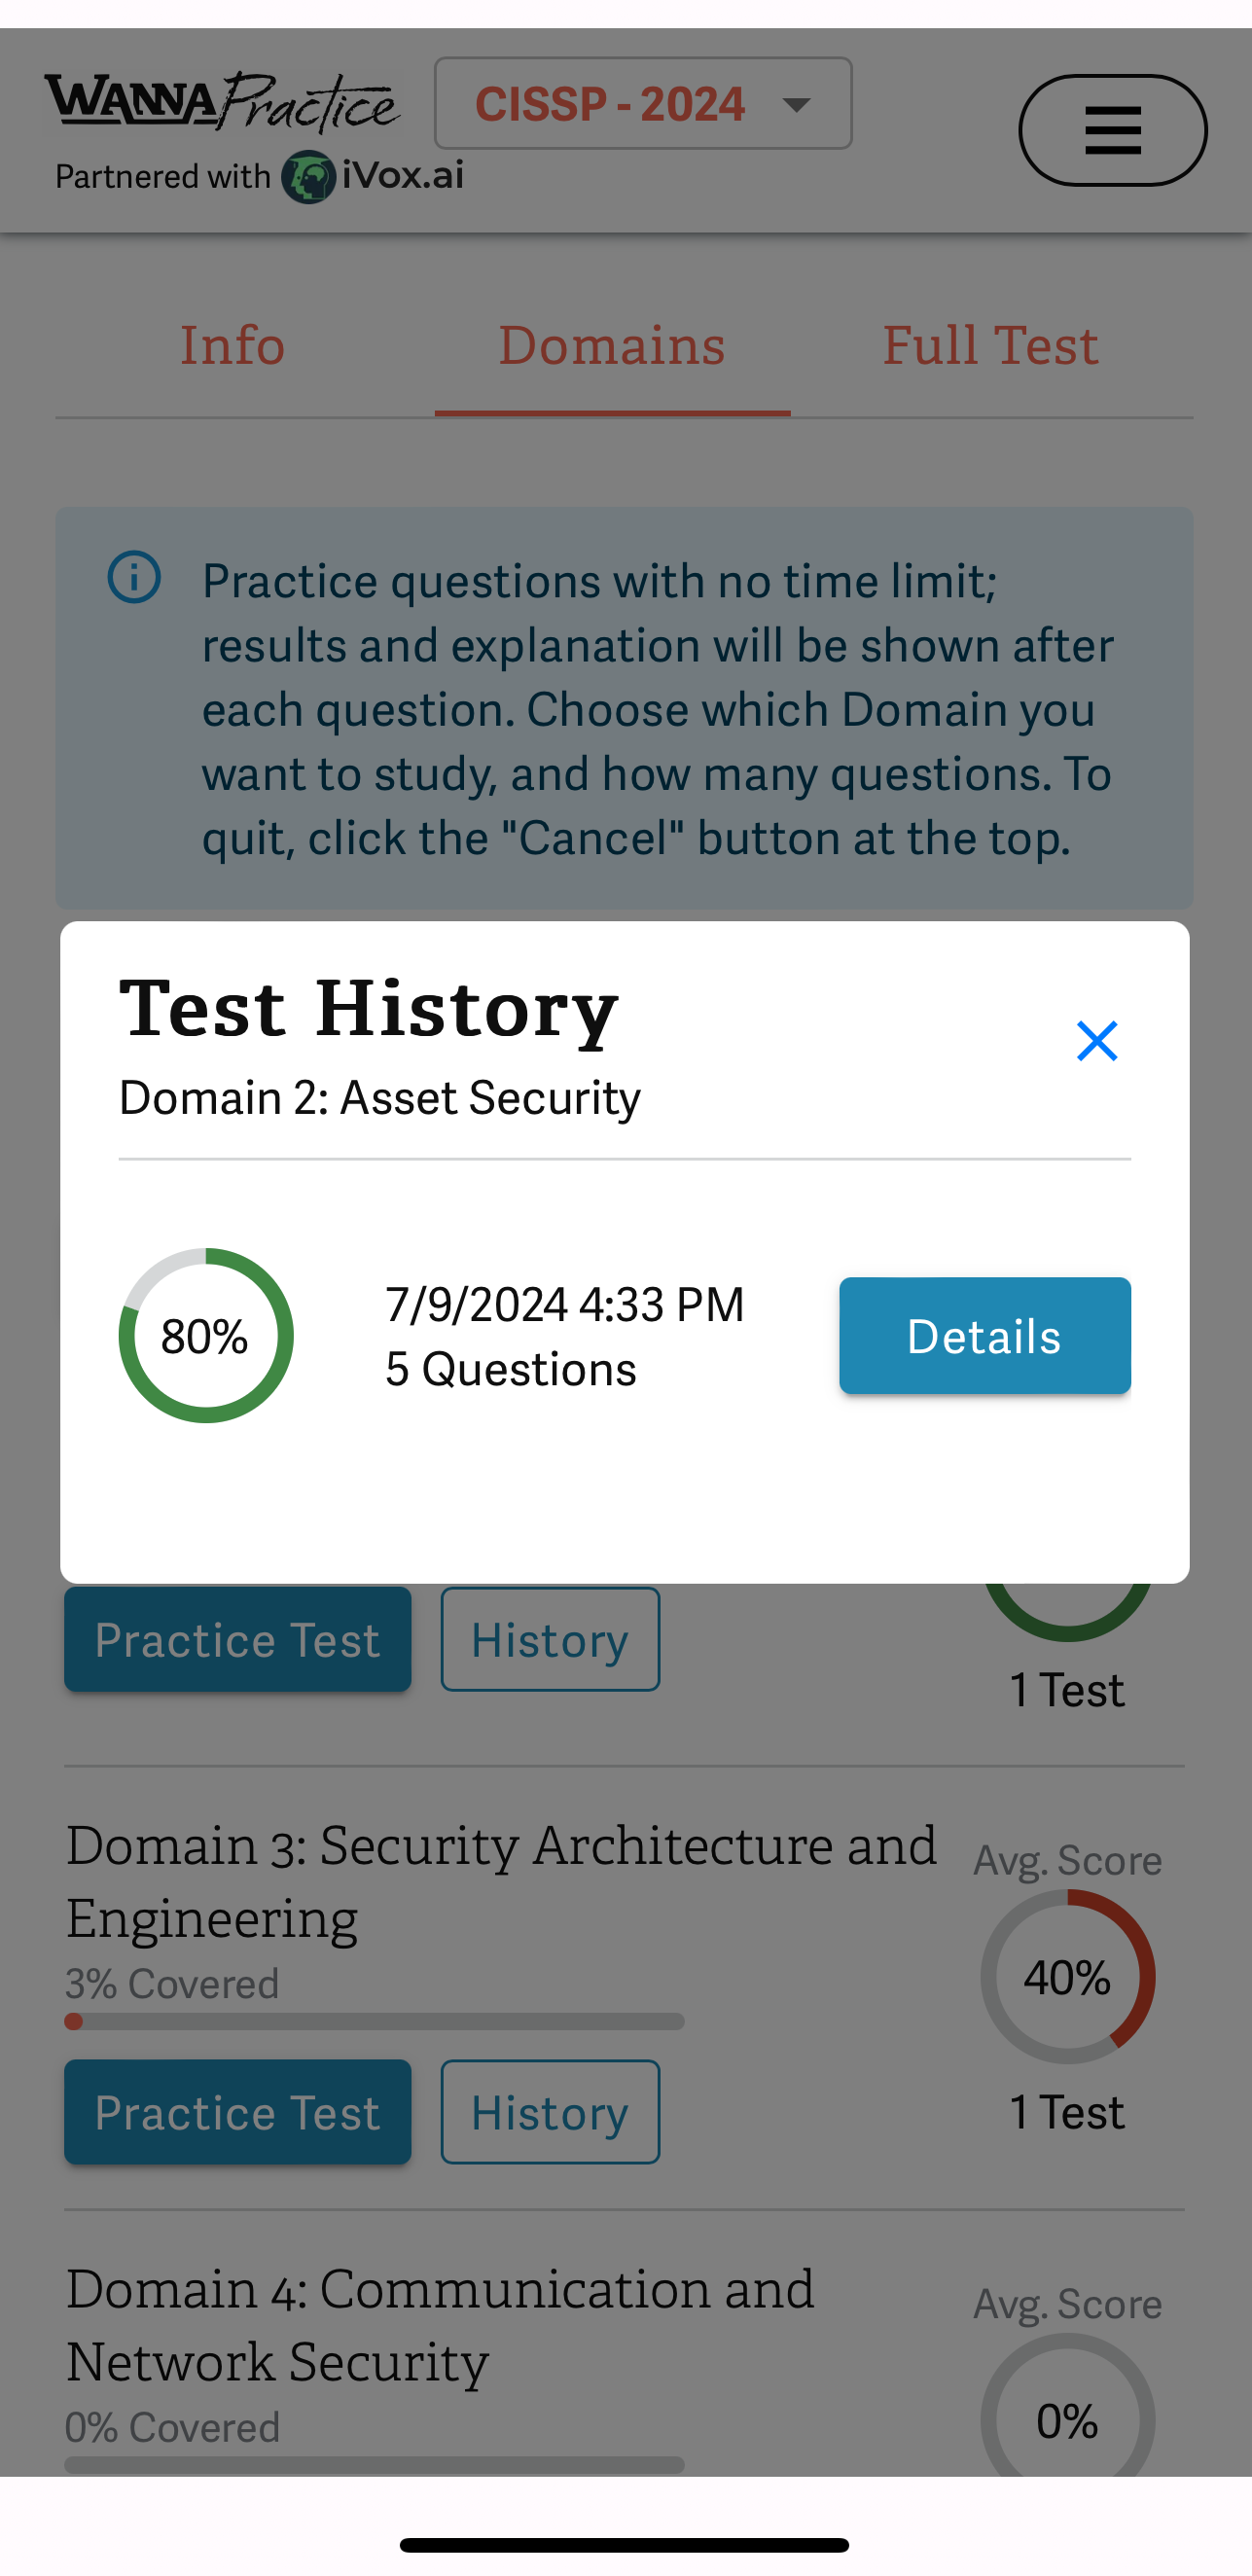 WANNAPractice
CISSP - 2024
Partnered with iVox.ai
Info
Domains
Full Test
Practice questions with no time limit;
results and explanation will be shown after
each question. Choose which Domain you
want to study, and how many questions. To
quit, click the "Cancel" button at the top.
Test History
Domain 2: Asset Security
80%
7/9/2024 4:33 PM
5 Questions
Details
Practice Test
History
1 Test
Domain 3: Security Architecture and
Engineering
3% Covered
Avg. Score
40%
Practice Test
History
1 Test
Domain 4: Communication and
Network Security
0% Covered
Avg. Score
0%